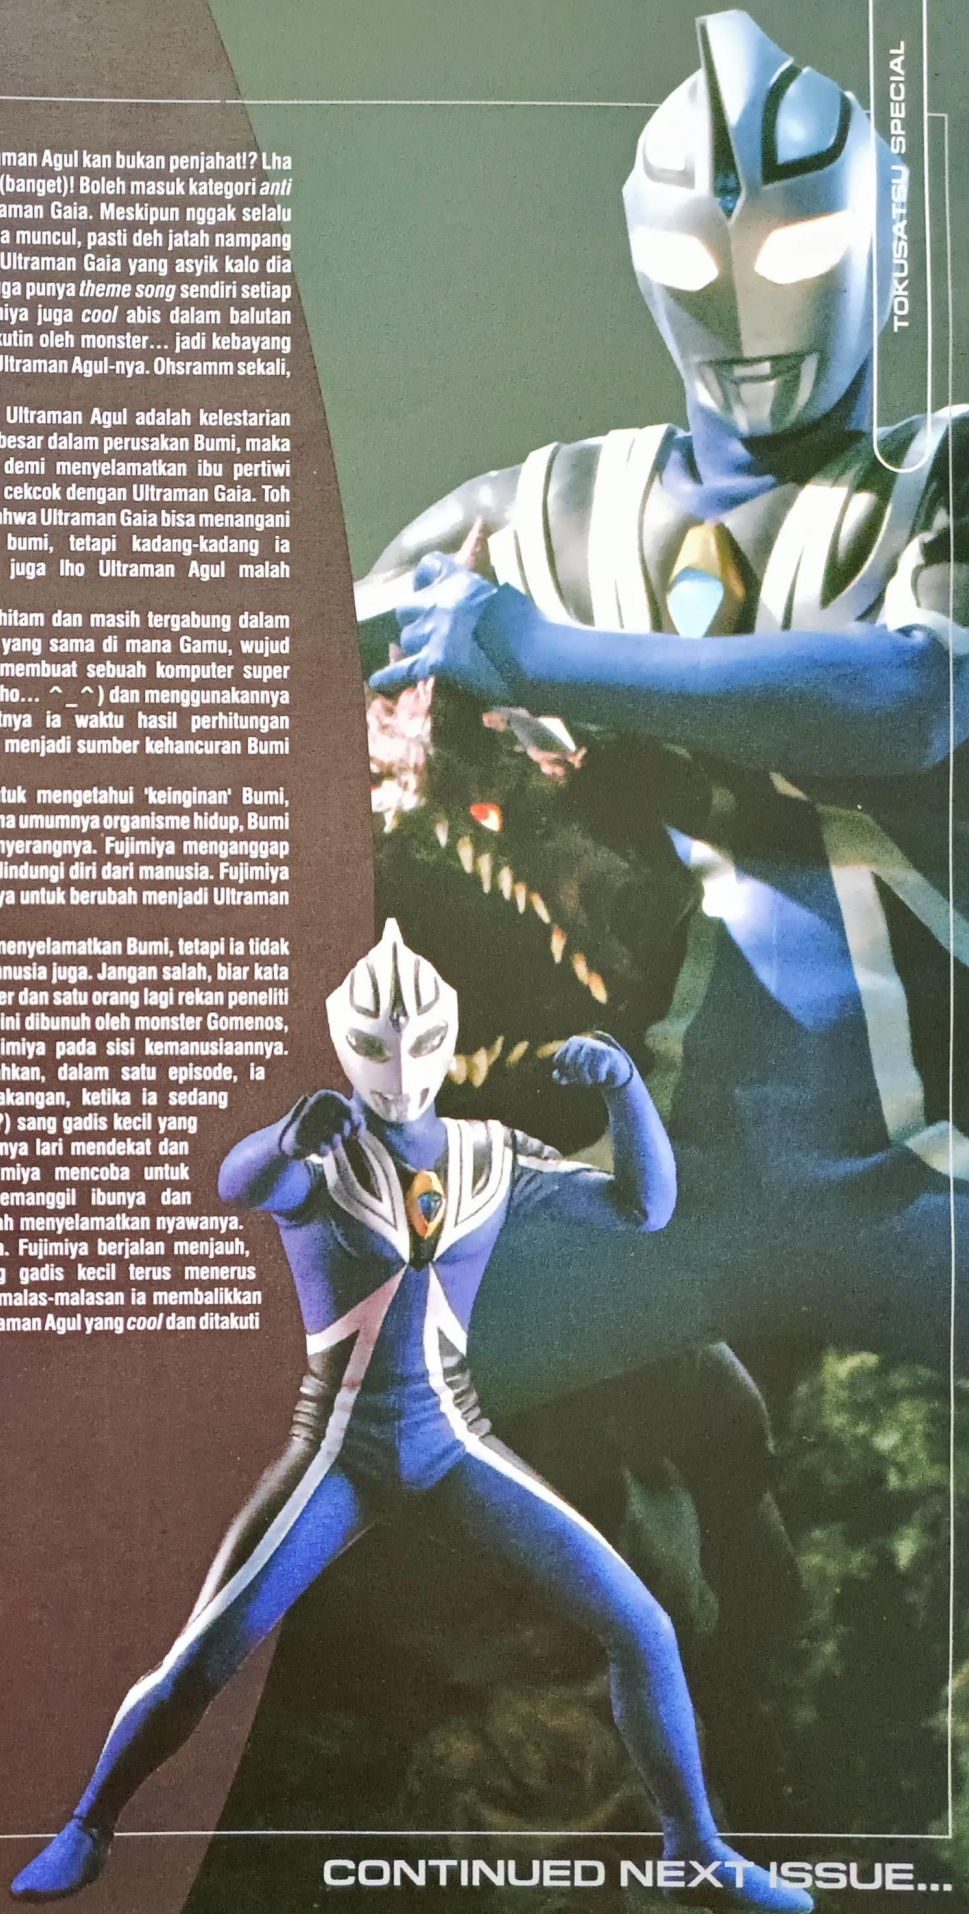 TOKUSATSU SPECIAL
Agul kan bukan penjahat!? Lha
(banget)! Boleh masuk kategori anti
Gaia. Meskipun nggak selalu
muncul, pasti deh jatah nampang
Ultraman Gaia yang asyik kalo dia
punya theme song sendiri setiap
juga cool abis dalam balutan
oleh monster... jadi kebayang
Ultraman Agul-nya. Ohsramm sekali,
Ultraman Agul adalah kelestarian
besar dalam perusakan Bumi, maka
demi menyelamatkan ibu pertiwi
cekcok dengan Ultraman Gaia. Toh
Ultraman Gaia bisa menangani
bumi, tetapi kadang-kadang ia
juga lho Ultraman Agul malah
hitam dan masih tergabung dalam
yang sama di mana Gamu, wujud
membuat sebuah komputer super
ho... ^_^) dan menggunakannya
ia waktu hasil perhitungan
menjadi sumber kehancuran Bumi
tuk mengetahui 'keinginan' Bumi,
umumnya organisme hidup, Bumi
nyerangnya. Fujimiya menganggap
lindungi diri dari manusia. Fujimiya
ya untuk berubah menjadi Ultraman
menyelamatkan Bumi, tetapi ia tidak
nusia juga. Jangan salah, biar kata
er dan satu orang lagi rekan peneliti
ini dibunuh oleh monster Gomenos,
imiya pada sisi kemanusiaannya.
hkan, dalam satu episode, ia
akangan, ketika ia sedang
?) sang gadis kecil yang
nya lari mendekat dan
miya mencoba untuk
emanggil ibunya dan
ah menyelamatkan nyawanya.
Fujimiya berjalan menjauh,
g gadis kecil terus menerus
malas-malasan ia membalikkan
aman Agul yang cool dan ditakuti
CONTINUED NEXT ISSUE...